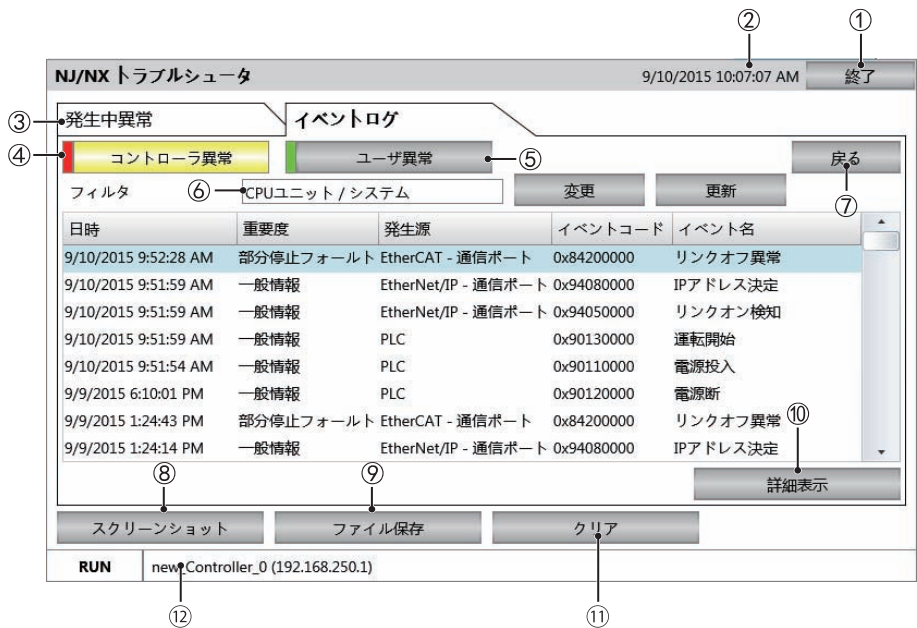 ② ①
NJ/NX トラブルシュータ 9/10/2015 10:07:07 AM 終了
③ 発生中異常 イベントログ
④ コントローラ異常 ユーザ異常 ⑤ 戻る
フィルタ ⑥ CPUユニット / システム 変更 更新 ⑦
日時 重要度 発生源 イベントコード イベント名
9/10/2015 9:52:28 AM 部分停止フォールト EtherCAT - 通信ポート 0x84200000 リンクオフ異常
9/10/2015 9:51:59 AM 一般情報 EtherNet/IP - 通信ポート 0x94080000 IPアドレス決定
9/10/2015 9:51:59 AM 一般情報 EtherNet/IP - 通信ポート 0x94050000 リンクオン検知
9/10/2015 9:51:59 AM 一般情報 PLC 0x90130000 運転開始
9/10/2015 9:51:54 AM 一般情報 PLC 0x90110000 電源投入
9/9/2015 6:10:01 PM 一般情報 PLC 0x90120000 電源断
9/9/2015 1:24:43 PM 部分停止フォールト EtherCAT - 通信ポート 0x84200000 リンクオフ異常 ⑩
9/9/2015 1:24:14 PM 一般情報 EtherNet/IP - 通信ポート 0x94080000 IPアドレス決定
⑧ ⑨ 詳細表示
スクリーンショット ファイル保存 クリア
RUN new_Controller_0 (192.168.250.1)
⑫ ⑪